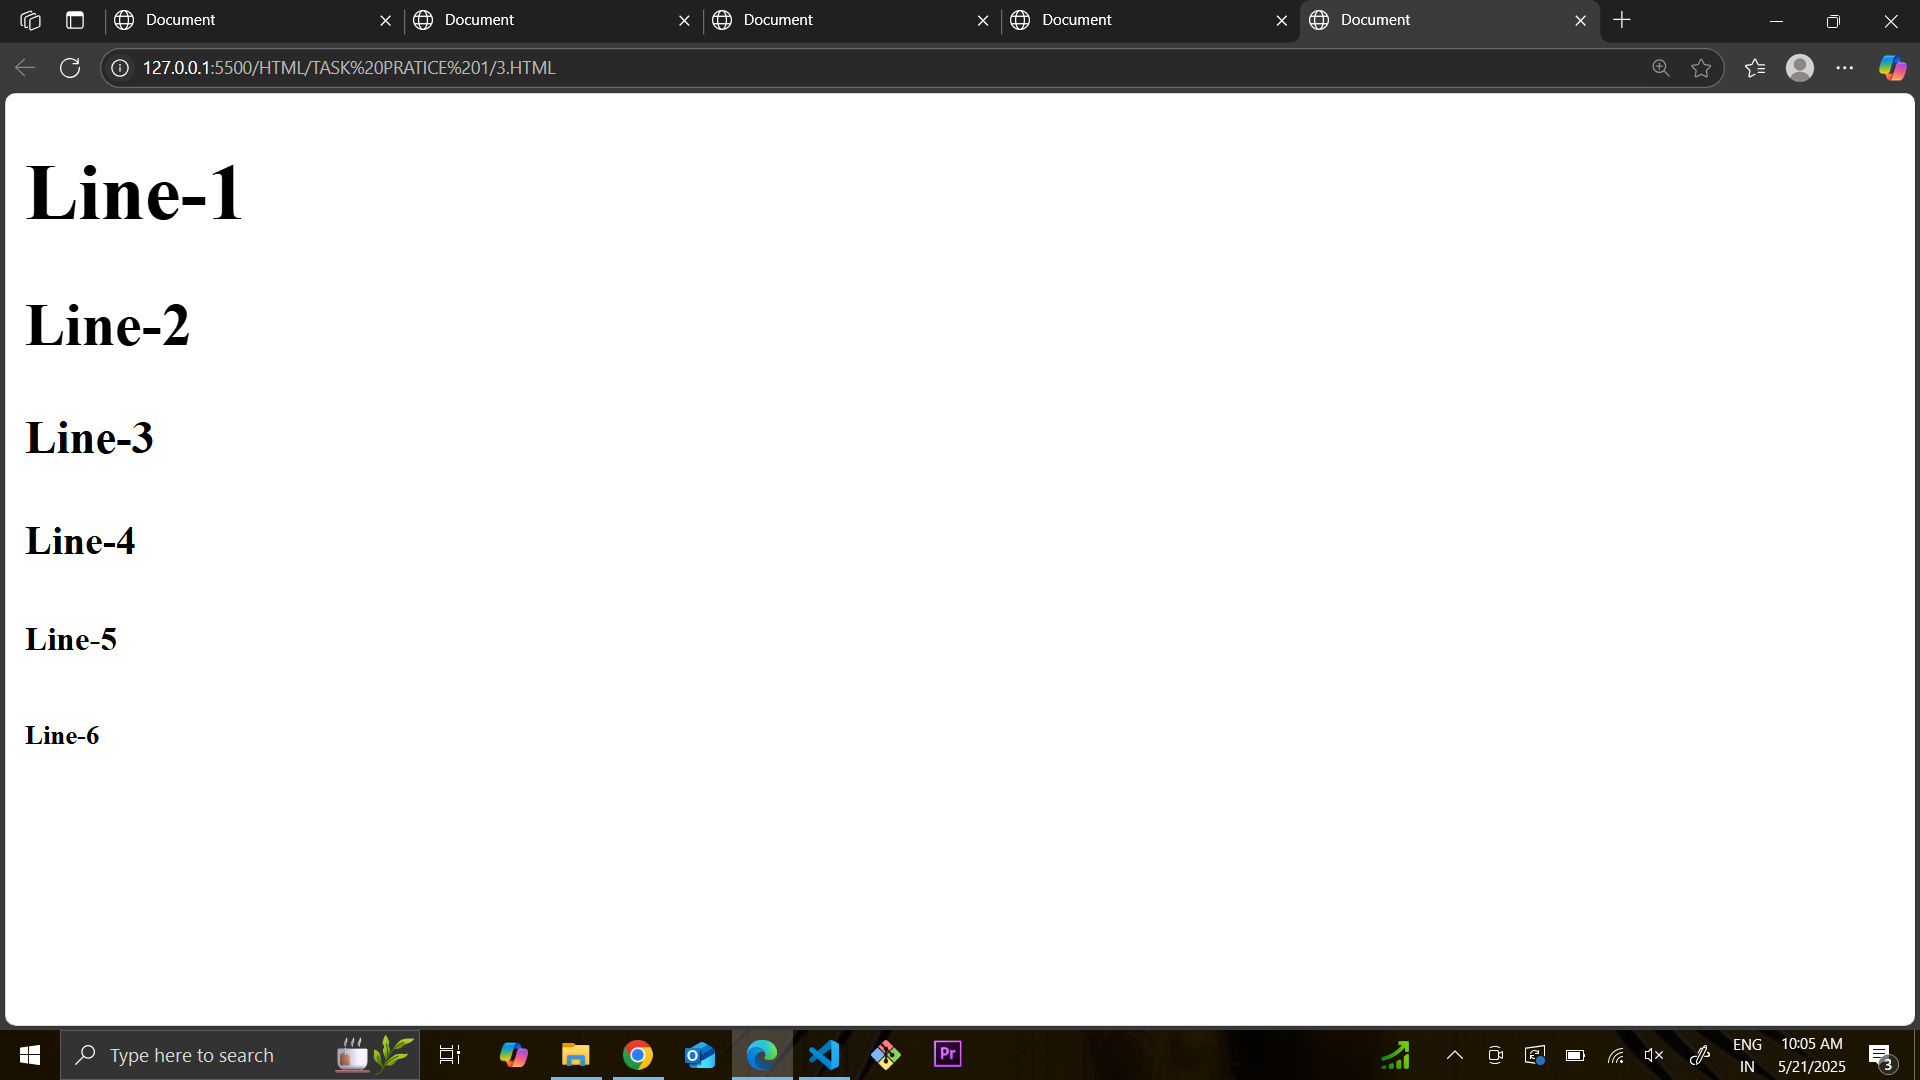 Document Document Document Document Document
127.0.0.1:5500/HTML/TASK%20PRATICE%201/3.HTML
Line-1
Line-2
Line-3
Line-4
Line-5
Line-6
Type here to search
Pr
ENG
IN
10:05 AM
5/21/2025
3